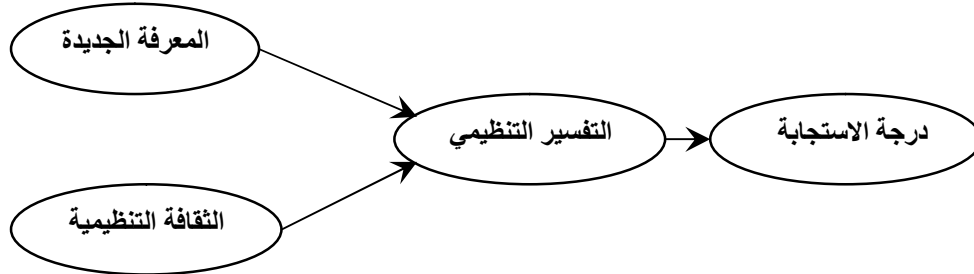 المعرفة الجديدة
التفسير التنظيمي
درجة الاستجابة
الثقافة التنظيمية